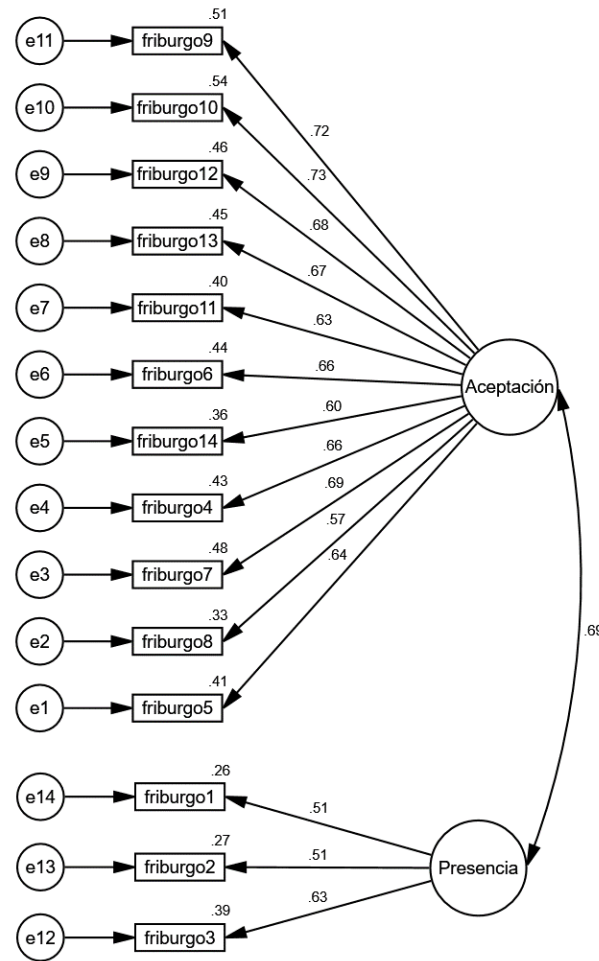 .51
e11 friburgo9
.54
.72
e10 friburgo10
.46
.73
e9 friburgo12
.45
.68
e8 friburgo13
.67
.40
e7 friburgo11
.63
.44
e6 friburgo6
.66
Aceptación
.36
.60
e5 friburgo14
.43
.66
e4 friburgo4
.69
.48
.57
e3 friburgo7
.64
.33
e2 friburgo8
.69
.41
e1 friburgo5
.26
e14 friburgo1
.51
.27
e13 friburgo2
.51
Presencia
.39
.63
e12 friburgo3